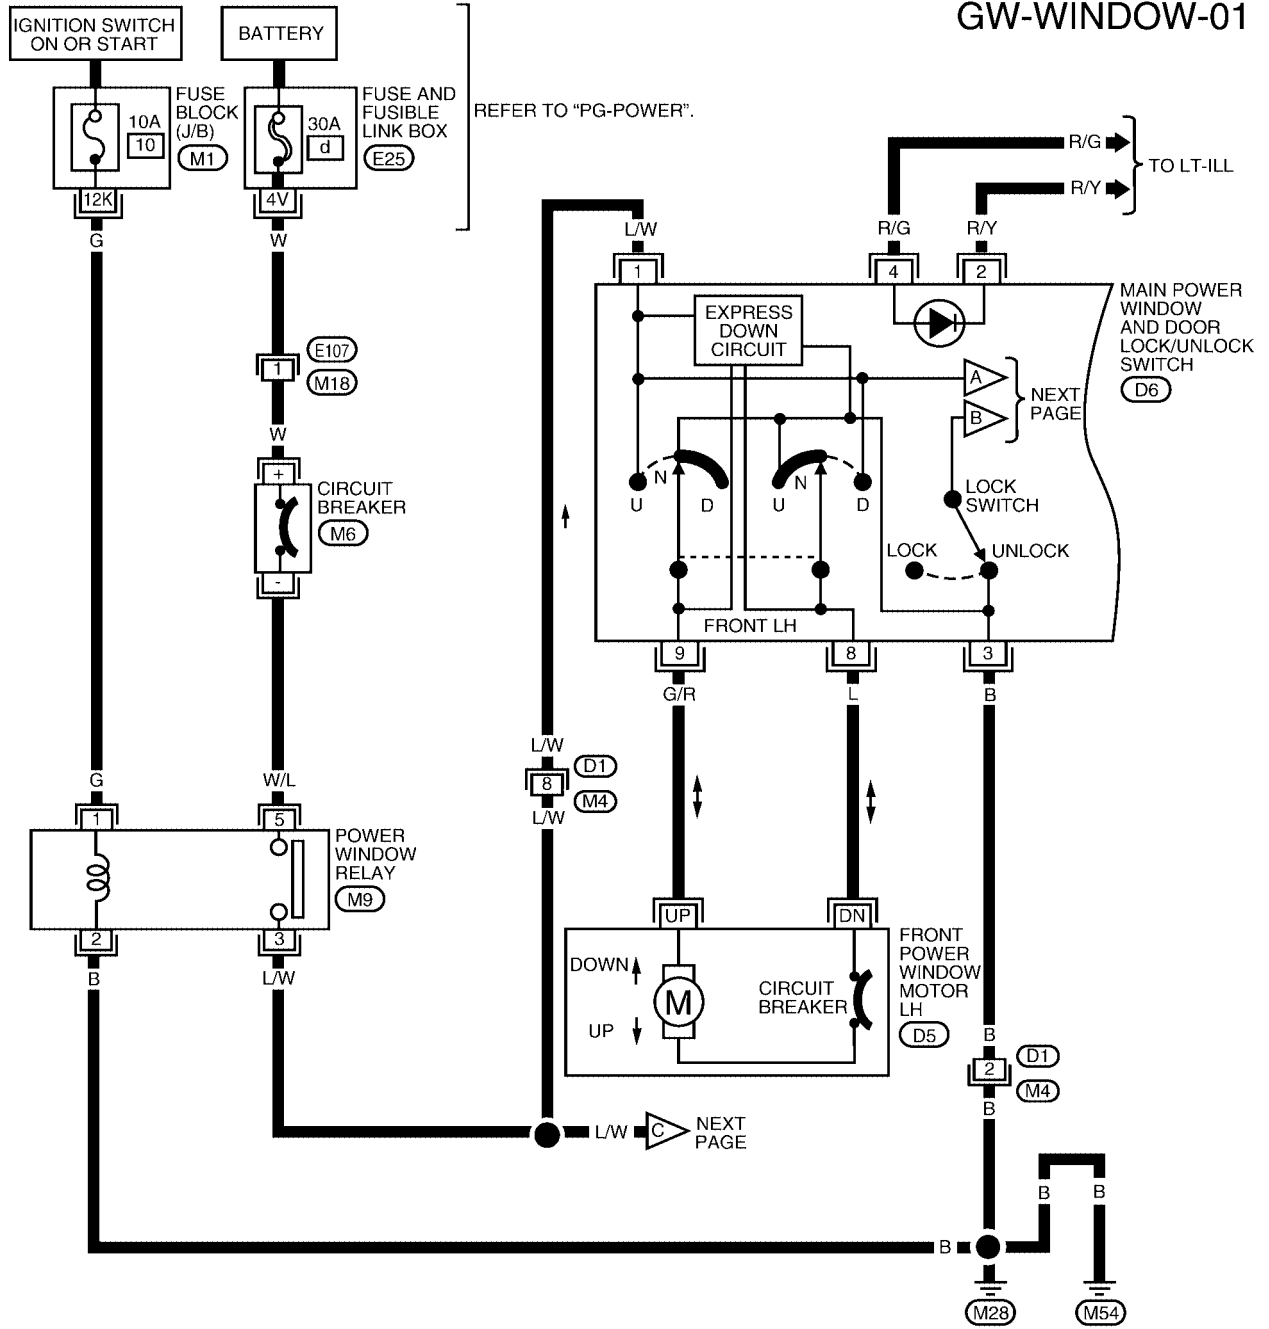 GW-WINDOW-01
IGNITION SWITCH
ON OR START
BATTERY
10A
10
FUSE
BLOCK
(J/B)
M1
30A
d
FUSE AND
FUSIBLE
LINK BOX
E25
REFER TO “PG-POWER”.
12K
4V
G
W
1
E107
M18
W
+
CIRCUIT
BREAKER
M6
-
G
W/L
1
5
POWER
WINDOW
RELAY
M9
2
3
B
L/W
L/W
1
R/G
R/Y
TO LT-ILL
R/G
R/Y
4
2
MAIN POWER
WINDOW
AND DOOR
LOCK/UNLOCK
SWITCH
D6
EXPRESS
DOWN
CIRCUIT
A
B
NEXT
PAGE
U
N
D
U
N
D
LOCK
SWITCH
LOCK
UNLOCK
FRONT LH
9
8
3
G/R
L
B
L/W
8
D1
M4
L/W
UP
DN
DOWN
UP
M
CIRCUIT
BREAKER
FRONT
POWER
WINDOW
MOTOR
LH
D5
B
2
D1
M4
B
L/W
C
NEXT
PAGE
B
B
B
M28
M54